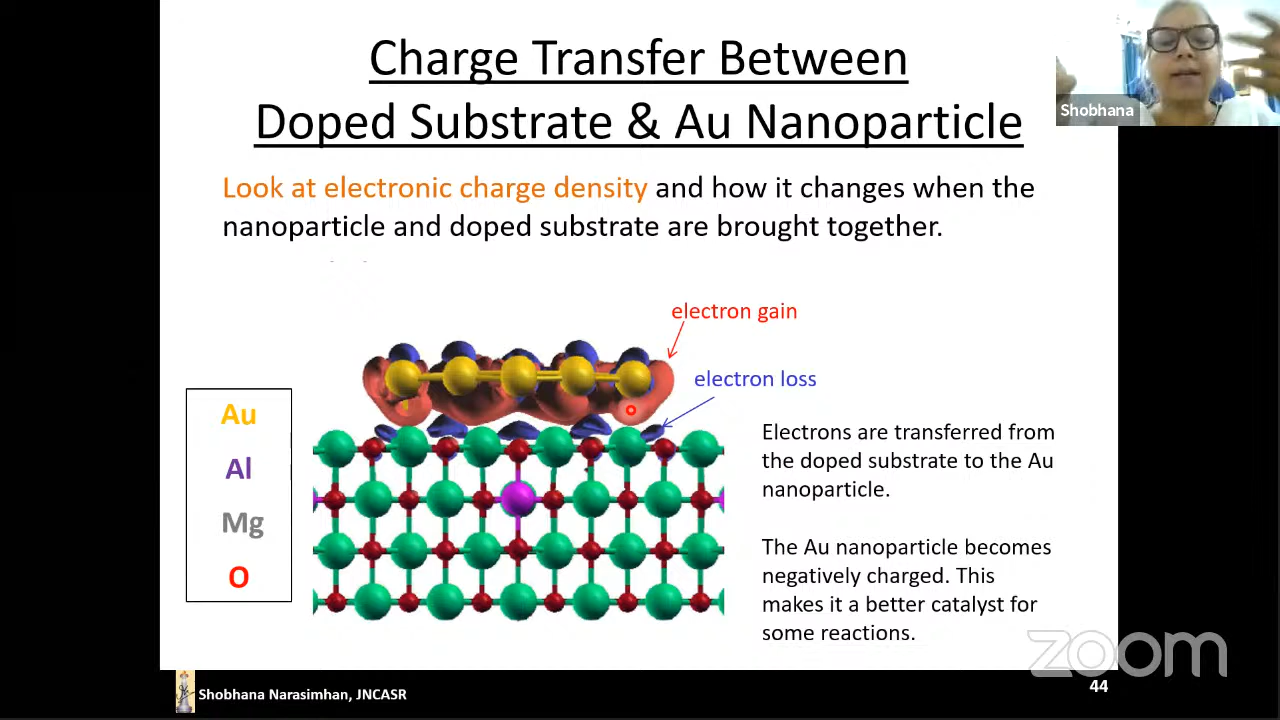 Charge Transfer Between
Doped Substrate & Au Nanoparticle
Shobhana
Look at electronic charge density and how it changes when the
nanoparticle and doped substrate are brought together.
electron gain
electron loss
Au
Al
Mg
O
Electrons are transferred from
the doped substrate to the Au
nanoparticle.
The Au nanoparticle becomes
negatively charged. This
makes it a better catalyst for
some reactions.
zoom
Shobhana Narasimhan, JNCASR
44